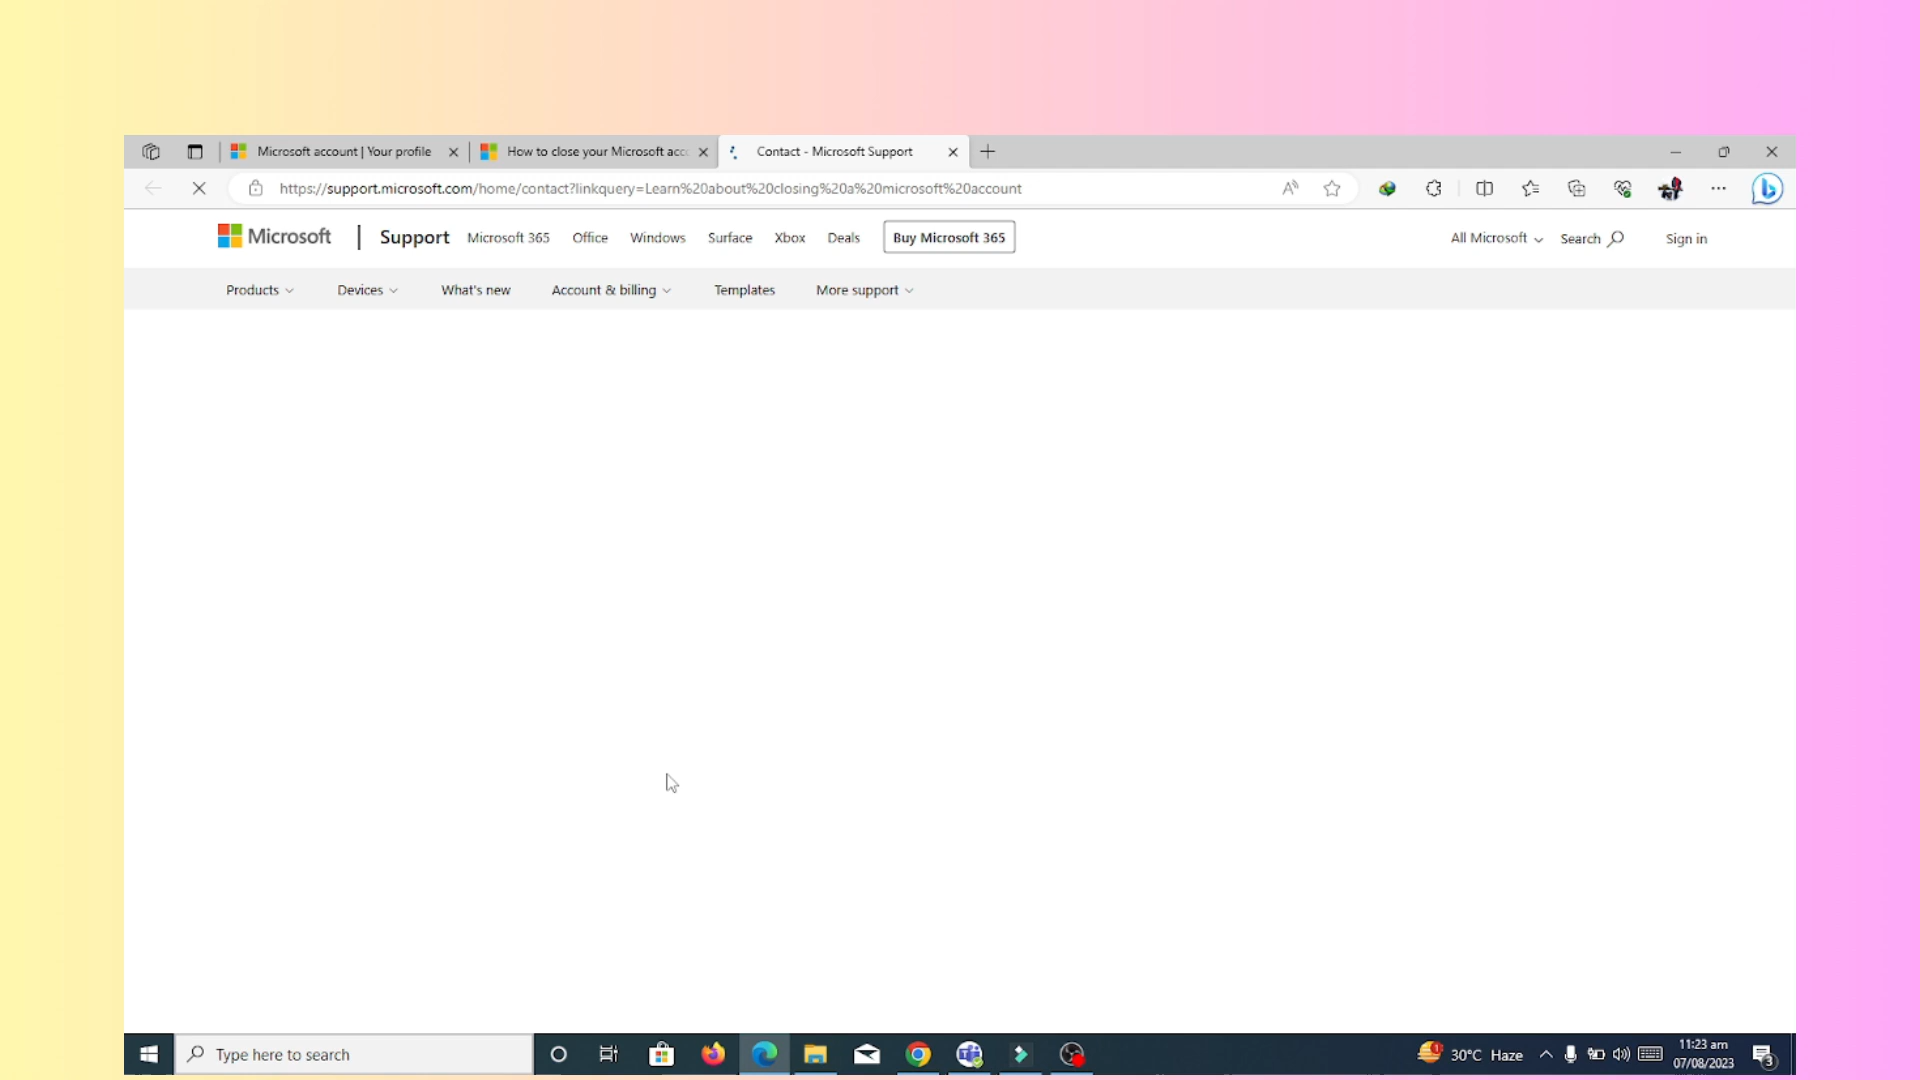 Microsoft account | Your profile
How to close your Microsoft acc
Contact - Microsoft Support
https://support.microsoft.com/home/contact?linkquery=Learn%20about%20closing%20a%20microsoft%20account
Microsoft Support Microsoft 365 Office Windows Surface Xbox Deals Buy Microsoft 365 All Microsoft Search Sign in
Products Devices What's new Account & billing Templates More support
Type here to search
30°C Haze
11:23 am
07/08/2023
3